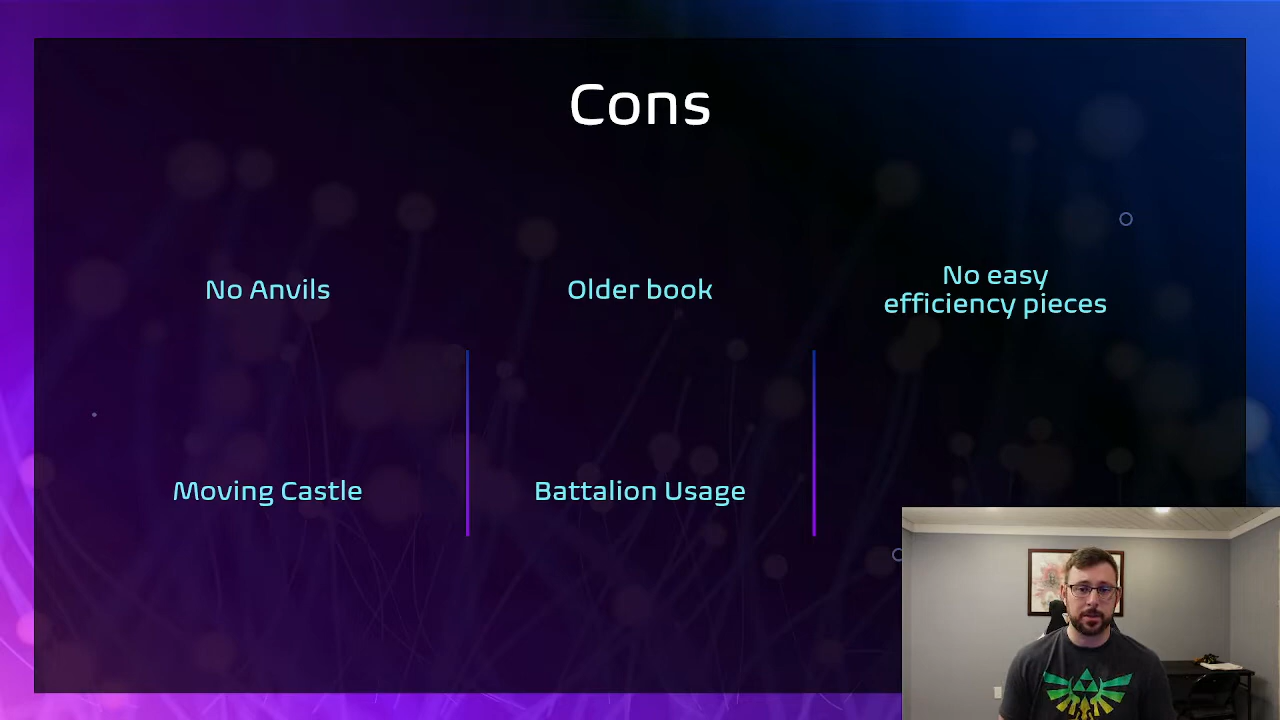 Cons
No Anvils
Older book
No easy
efficiency pieces
Moving Castle
Battalion Usage